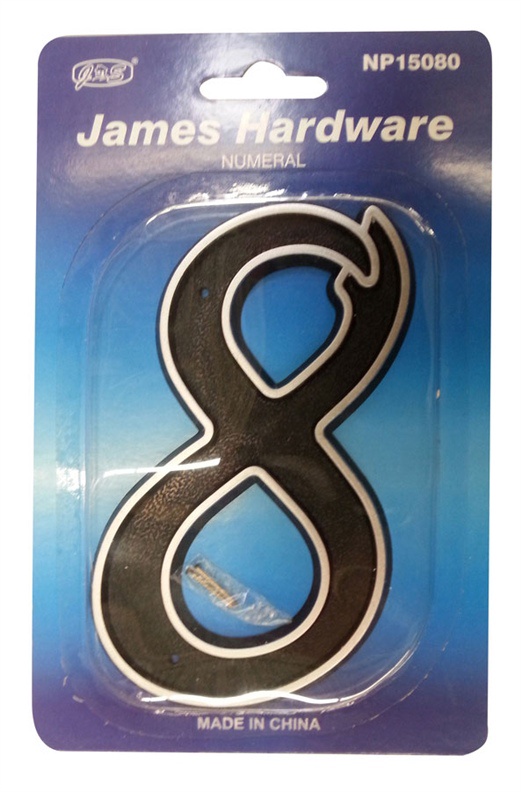 J.D.S ®
NP15080
James Hardware
NUMERAL
8
MADE IN CHINA